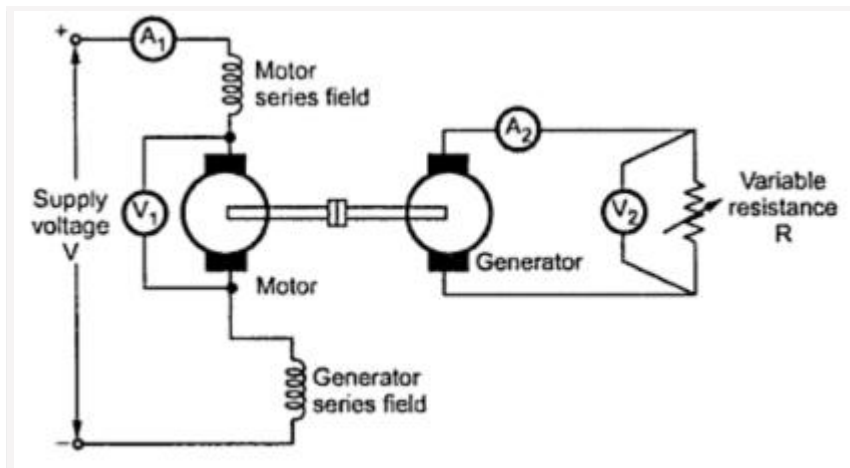 +
A1
Motor
series field
A2
Supply
voltage
V
V1
V2
Variable
resistance
R
Generator
Motor
Generator
series field
−